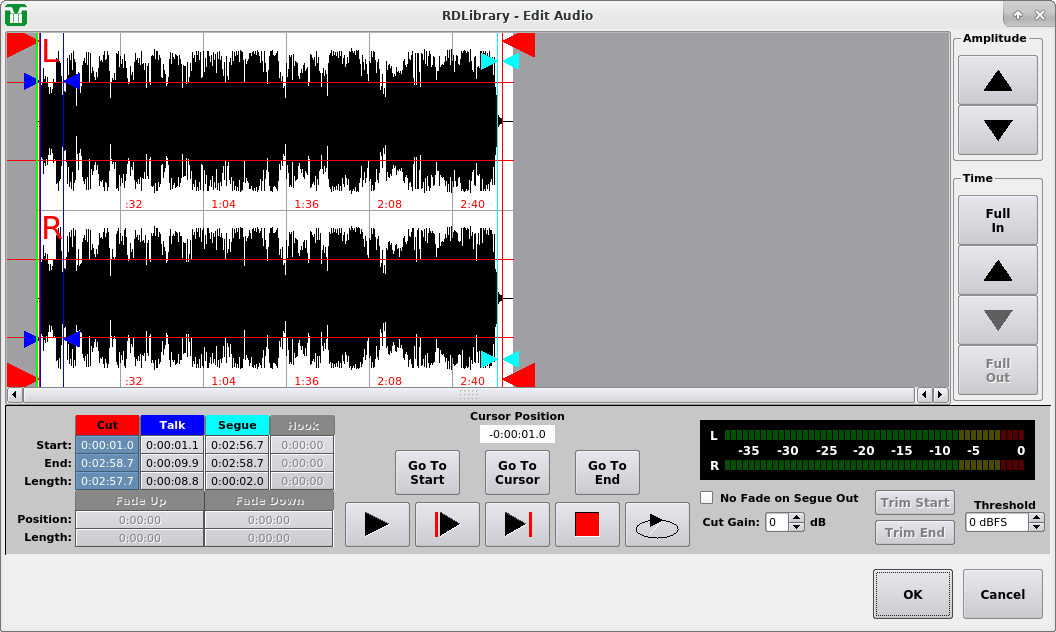 RDLibrary - Edit Audio
L
:32 1:04 1:36 2:08 2:40
R
:32 1:04 1:36 2:08 2:40
Amplitude
Time
Full
In
Full
Out
Cut Talk Segue Hook
Start: 0:00:01.0 0:00:01.1 0:02:56.7 0:00:00
End: 0:02:58.7 0:00:09.9 0:02:58.7 0:00:00
Length: 0:02:57.7 0:00:08.8 0:00:02.0 0:00:00
Fade Up Fade Down
Position: 0:00:00 0:00:00
Length: 0:00:00 0:00:00
Cursor Position
-0:00:01.0
Go To
Start
Go To
Cursor
Go To
End
L
-35 -30 -25 -20 -15 -10 -5 0
R
No Fade on Segue Out
Cut Gain: 0 dB
Trim Start
Trim End
Threshold
0 dBFS
OK Cancel